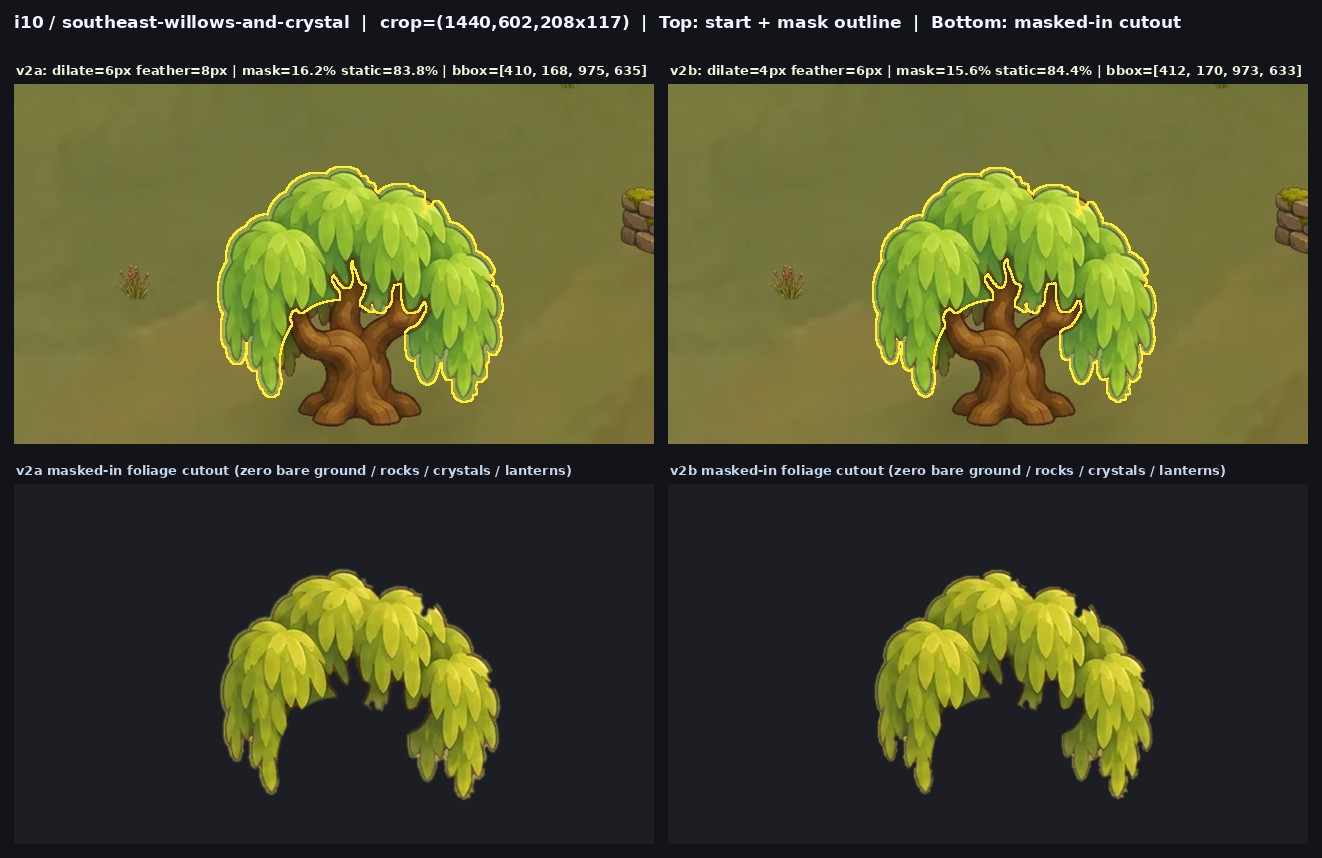 i10 / southeast-willows-and-crystal | crop=(1440,602,208x117) | Top: start + mask outline | Bottom: masked-in cutout
v2a: dilate=6px feather=8px | mask=16.2% static=83.8% | bbox=[410, 168, 975, 635]
v2b: dilate=4px feather=6px | mask=15.6% static=84.4% | bbox=[412, 170, 973, 633]
v2a masked-in foliage cutout (zero bare ground / rocks / crystals / lanterns)
v2b masked-in foliage cutout (zero bare ground / rocks / crystals / lanterns)